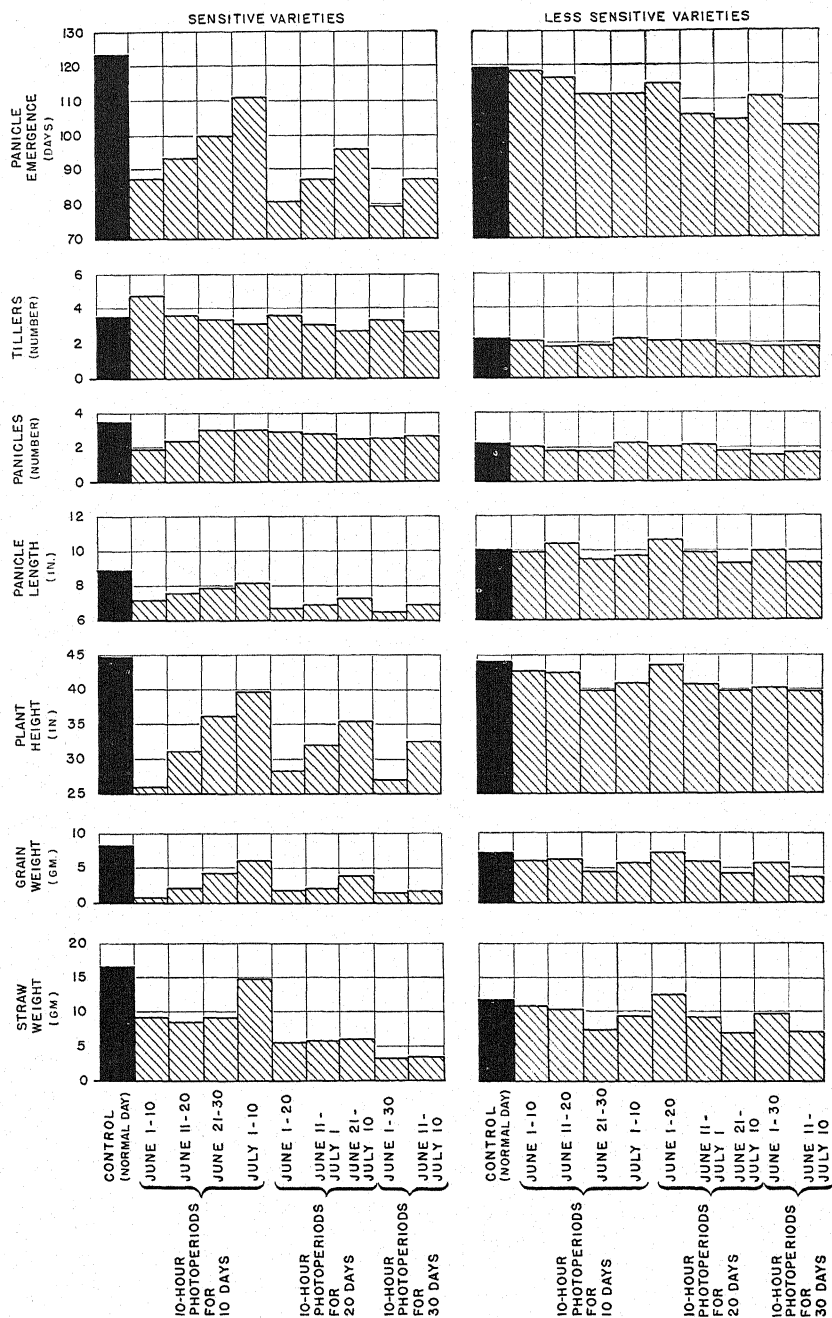 SENSITIVE VARIETIES
LESS SENSITIVE VARIETIES
PANICLE
EMERGENCE
(DAYS)
130
120
110
100
90
80
70
TILLERS
(NUMBER)
6
4
2
0
PANICLES
(NUMBER)
4
2
0
PANICLE
LENGTH
(IN.)
12
10
8
6
PLANT
HEIGHT
(IN)
45
40
35
30
25
GRAIN
WEIGHT
(GM.)
10
5
0
STRAW
WEIGHT
(GM)
20
15
10
5
0
CONTROL
(NORMAL DAY)
JUNE 1-10
JUNE 11-20
JUNE 21-30
JULY 1-10
JUNE 1-20
JUNE 11-
JULY 1
JUNE 21-
JULY 10
JUNE 1-30
JUNE 11-
JULY 10
10-HOUR
PHOTOPERIODS
FOR
10 DAYS
10-HOUR
PHOTOPERIODS
FOR
20 DAYS
10-HOUR
PHOTOPERIODS
FOR
30 DAYS
CONTROL
(NORMAL DAY)
JUNE 1-10
JUNE 11-20
JUNE 21-30
JULY 1-10
JUNE 1-20
JUNE 11-
JULY 1
JUNE 21-
JULY 10
JUNE 1-30
JUNE 11-
JULY 10
10-HOUR
PHOTOPERIODS
FOR
10 DAYS
10-HOUR
PHOTOPERIODS
FOR
20 DAYS
10-HOUR
PHOTOPERIODS
FOR
30 DAYS